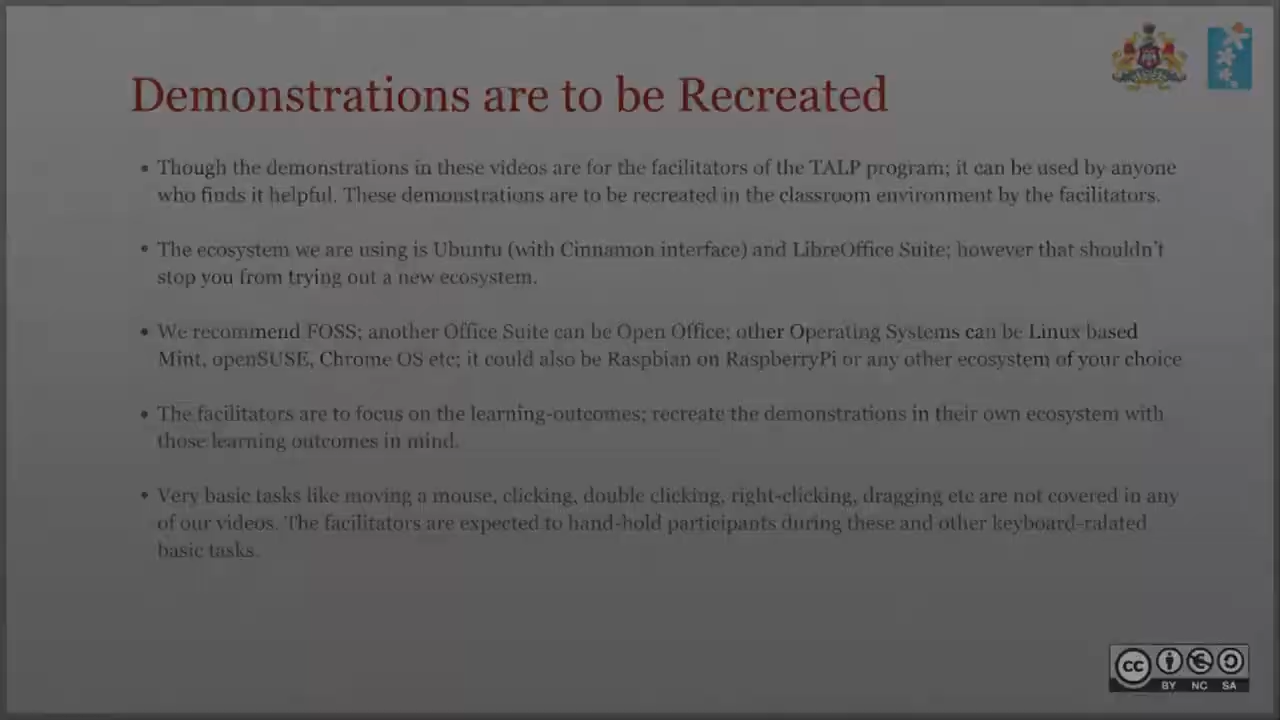 Demonstrations are to be Recreated
• Though the demonstrations in these videos are for the facilitators of the TALP program; it can be used by anyone
who finds it helpful. These demonstrations are to be recreated in the classroom environment by the facilitators.
• The ecosystem we are using is Ubuntu (with Cinnamon interface) and LibreOffice Suite; however that shouldn't
stop you from trying out a new ecosystem.
• We recommend FOSS; another Office Suite can be Open Office; other Operating Systems can be Linux based
Mint, openSUSE, Chrome OS etc; it could also be Raspbian on RaspberryPi or any other ecosystem of your choice
• The facilitators are to focus on the learning-outcomes; recreate the demonstrations in their own ecosystem with
those learning outcomes in mind.
• Very basic tasks like moving a mouse, clicking, double clicking, right-clicking, dragging etc are not covered in any
of our videos. The facilitators are expected to hand-hold participants during these and other keyboard-ralated
basic tasks.
cc
BY NC SA